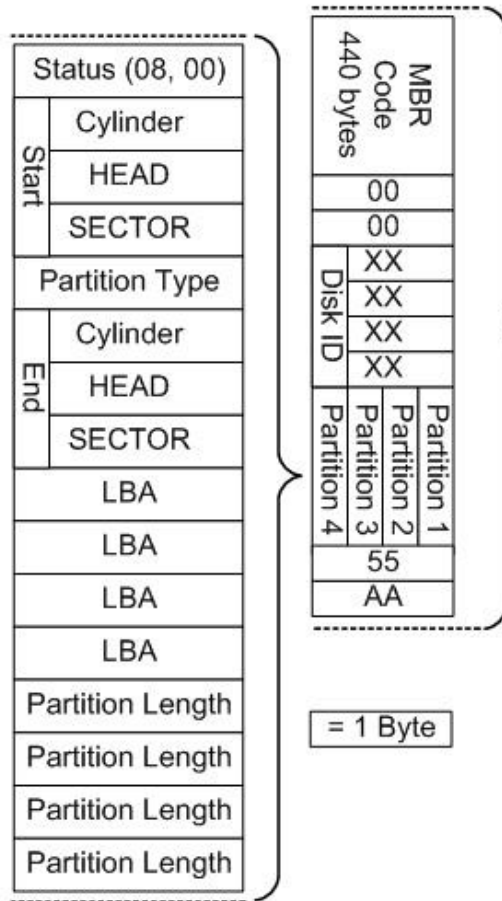 Status (08, 00)
Start
Cylinder
HEAD
SECTOR
Partition Type
End
Cylinder
HEAD
SECTOR
LBA
LBA
LBA
LBA
Partition Length
Partition Length
Partition Length
Partition Length
MBR
Code
440 bytes
00
00
Disk ID
XX
XX
XX
XX
Partition 1
Partition 2
Partition 3
Partition 4
55
AA
= 1 Byte